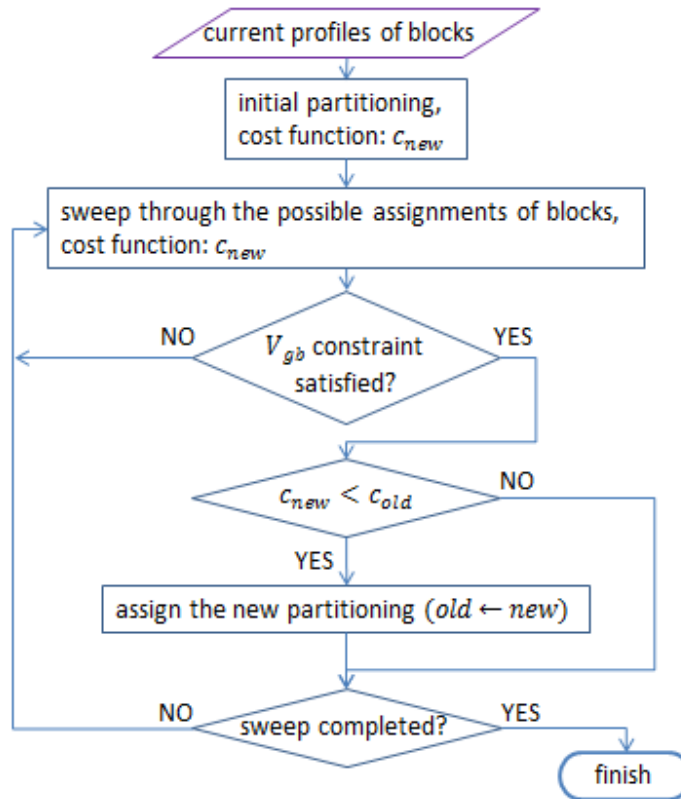 current profiles of blocks
initial partitioning,
cost function: c_new
sweep through the possible assignments of blocks,
cost function: c_new
NO
YES
V_gb constraint
satisfied?
c_new < c_old
NO
YES
assign the new partitioning (old ← new)
NO
sweep completed?
YES
finish